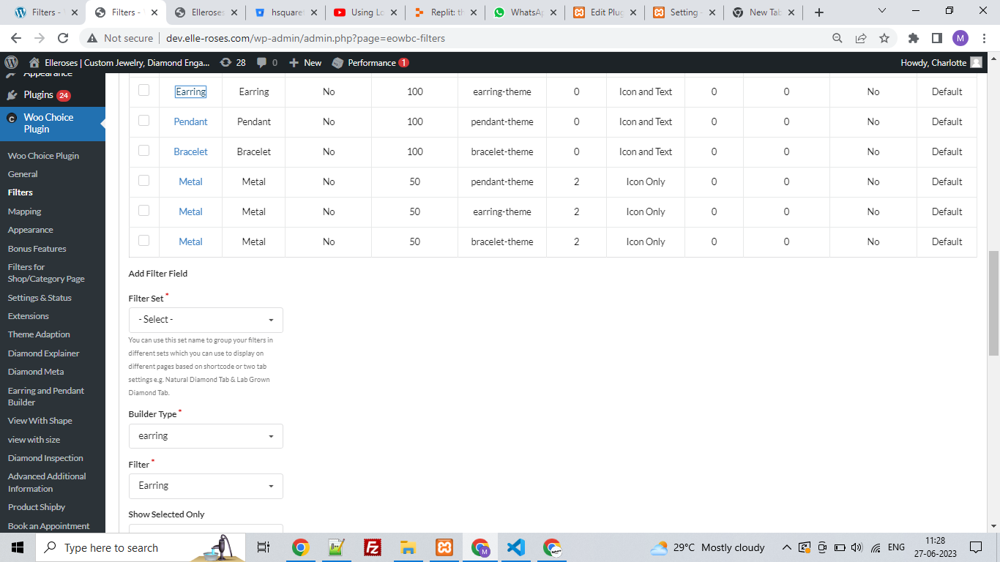 Filters -
Filters -
Elleroses
hsquare
Using Lo
Replit: th
WhatsAp
Edit Plug
Setting -
New Tab
Not secure
dev.elle-roses.com/wp-admin/admin.php?page=eowbc-filters
M
Elleroses | Custom Jewelry, Diamond Enga...
28
0
New
Performance 1
Howdy, Charlotte
Appearance
Plugins 24
Woo Choice
Plugin
Woo Choice Plugin
General
Filters
Mapping
Appearance
Bonus Features
Filters for
Shop/Category Page
Settings & Status
Extensions
Theme Adaption
Diamond Explainer
Diamond Meta
Earring and Pendant
Builder
View With Shape
view with size
Diamond Inspection
Advanced Additional
Information
Product Shipby
Book an Appointment
Earring Earring No 100 earring-theme 0 Icon and Text 0 0 No Default
Pendant Pendant No 100 pendant-theme 0 Icon and Text 0 0 No Default
Bracelet Bracelet No 100 bracelet-theme 0 Icon and Text 0 0 No Default
Metal Metal No 50 pendant-theme 2 Icon Only 0 0 No Default
Metal Metal No 50 earring-theme 2 Icon Only 0 0 No Default
Metal Metal No 50 bracelet-theme 2 Icon Only 0 0 No Default
Add Filter Field
Filter Set *
- Select -
You can use this set name to group your filters in
different sets which you can use to display on
different pages based on shortcode or two tab
settings e.g. Natural Diamond Tab & Lab Grown
Diamond Tab.
Builder Type *
earring
Filter *
Earring
Show Selected Only
Type here to search
29°C Mostly cloudy
ENG
11:28
27-06-2023